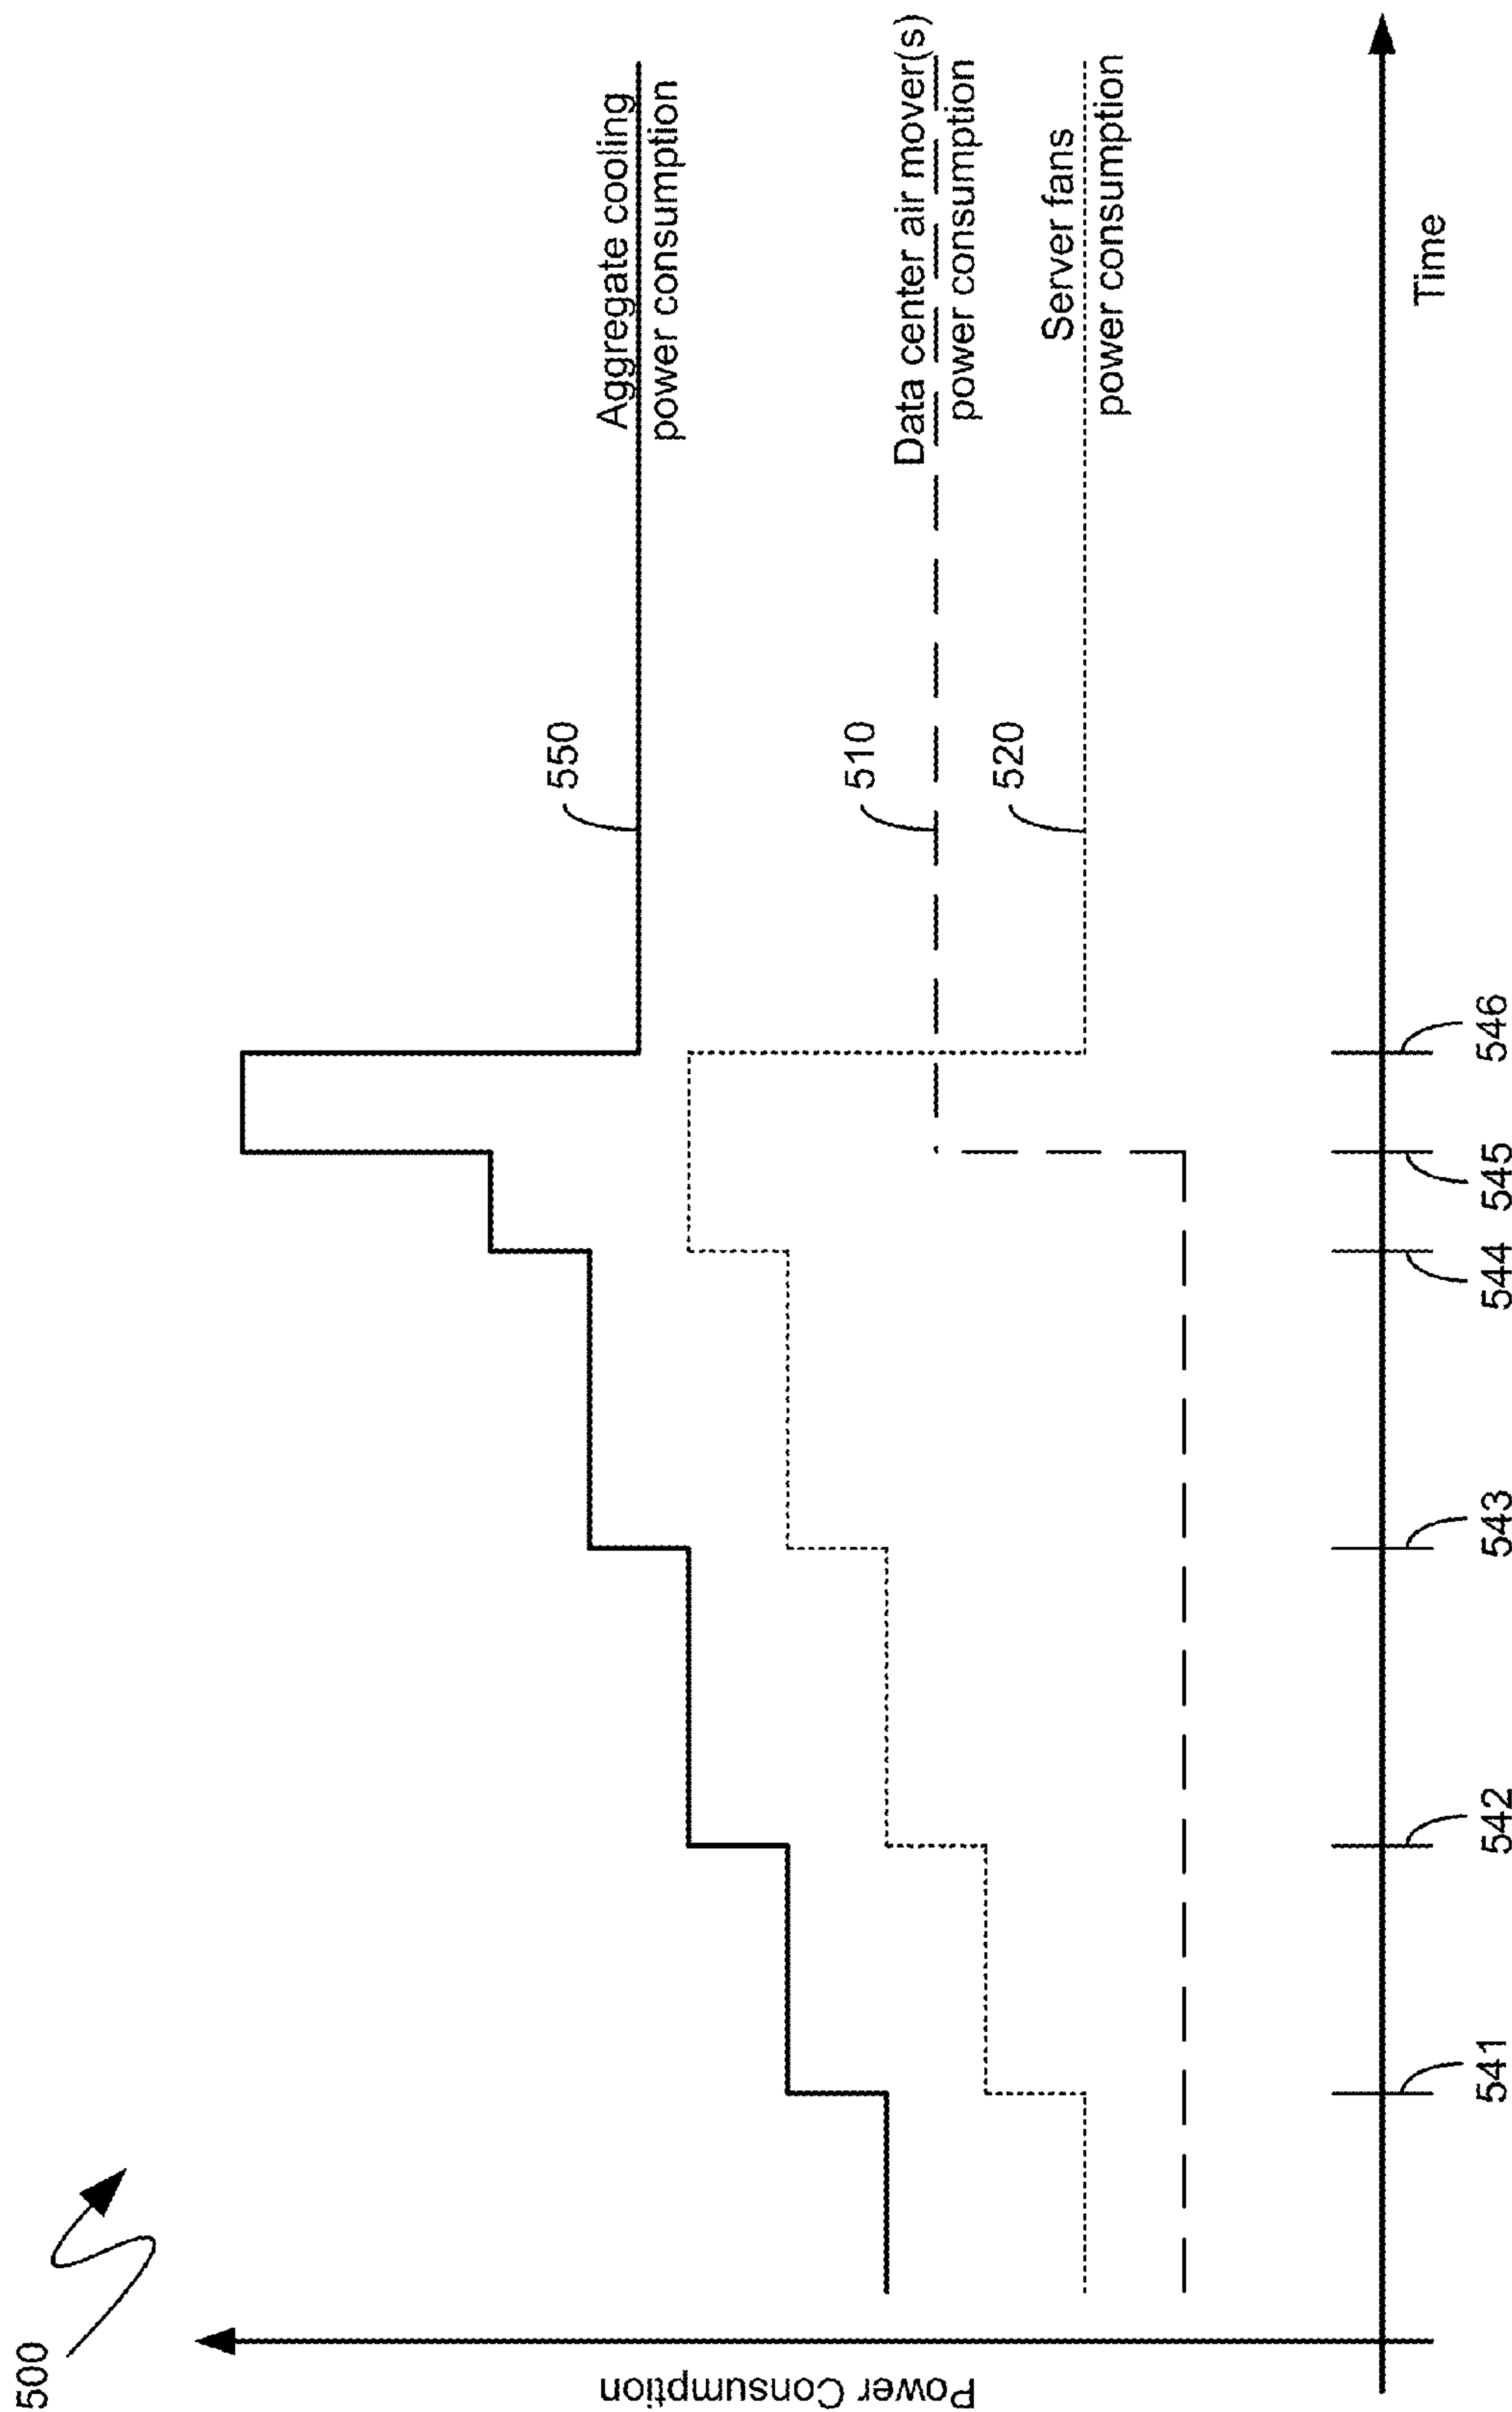 500
Power Consumption
550
Aggregate cooling
power consumption
510
Data center air mover(s)
power consumption
520
Server fans
power consumption
541
542
543
544
545
546
Time